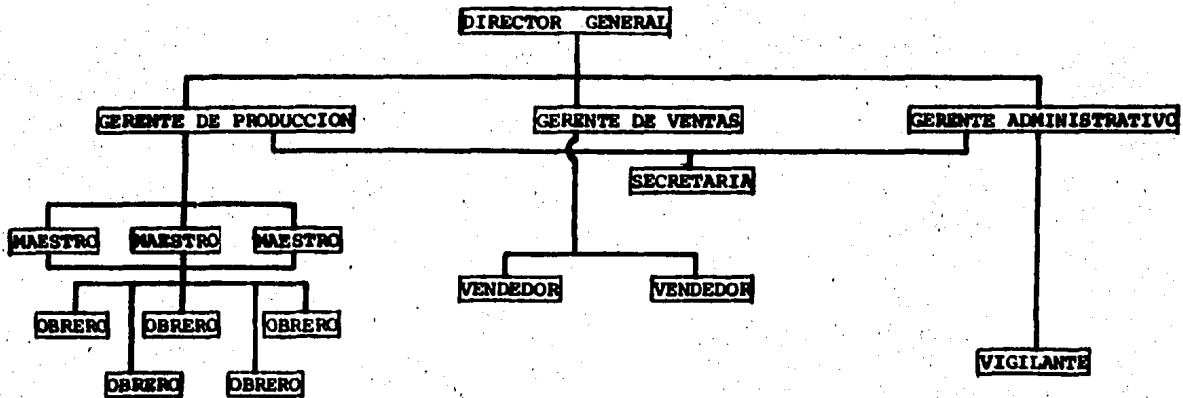 DIRECTOR GENERAL
GERENTE DE PRODUCCION
GERENTE DE VENTAS
GERENTE ADMINISTRATIVO
SECRETARIA
MAESTRO
MAESTRO
MAESTRO
VENDEDOR
VENDEDOR
OBRERO
OBRERO
OBRERO
VIGILANTE
OBRERO
OBRERO